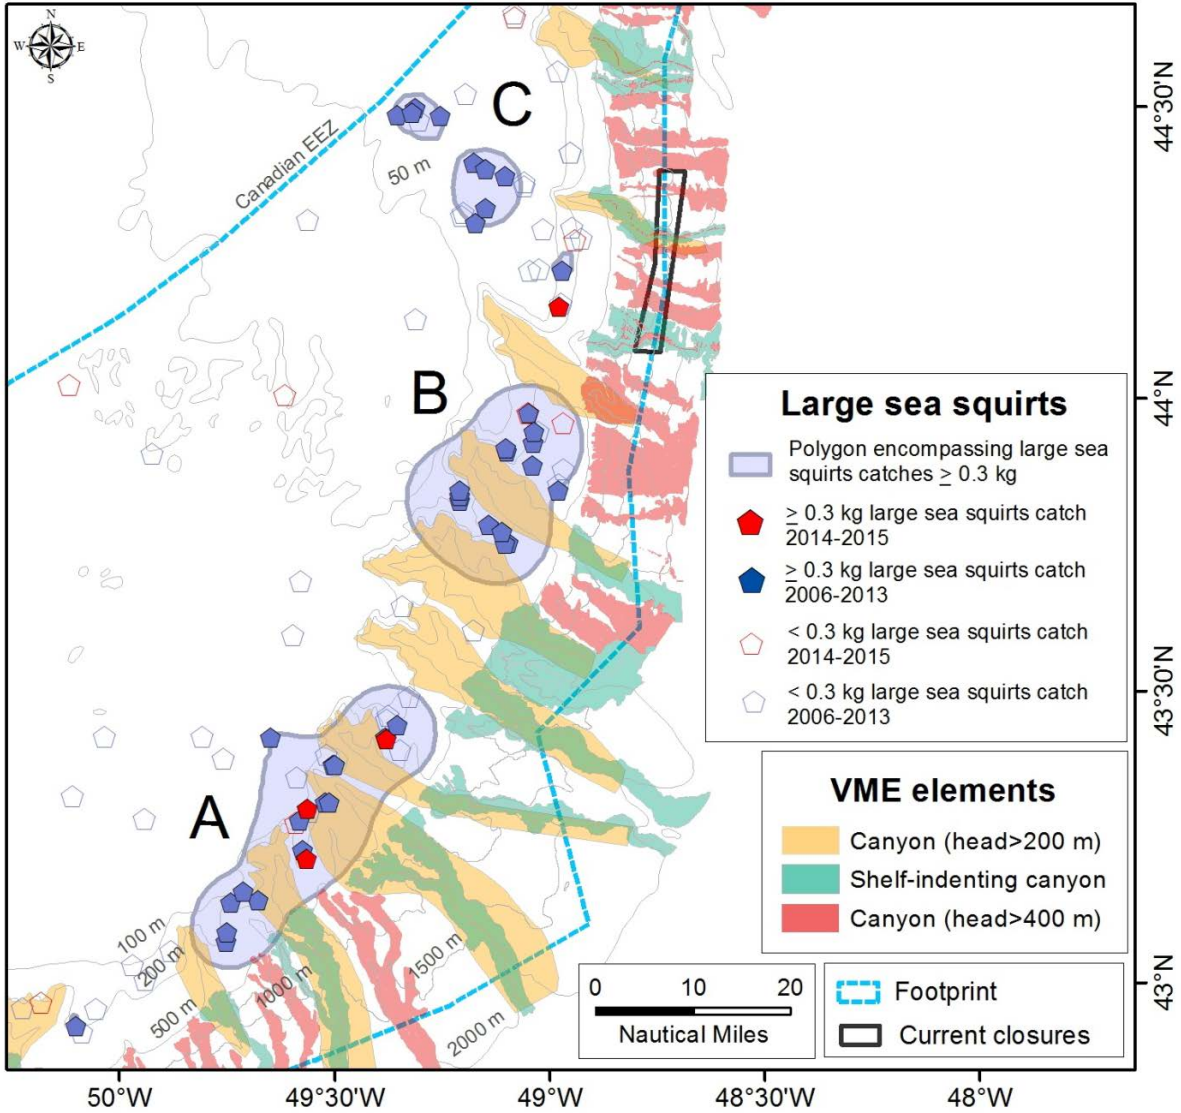 N
W E
S
C
Canadian EEZ
50 m
B
A
100 m
200 m
500 m
1000 m
1500 m
2000 m
Large sea squirts
Polygon encompassing large sea
squirts catches ≥ 0.3 kg
≥ 0.3 kg large sea squirts catch
2014-2015
≥ 0.3 kg large sea squirts catch
2006-2013
< 0.3 kg large sea squirts catch
2014-2015
< 0.3 kg large sea squirts catch
2006-2013
VME elements
Canyon (head>200 m)
Shelf-indenting canyon
Canyon (head>400 m)
0 10 20
Nautical Miles
Footprint
Current closures
44°30'N
44°N
43°30'N
43°N
50°W 49°30'W 49°W 48°30'W 48°W